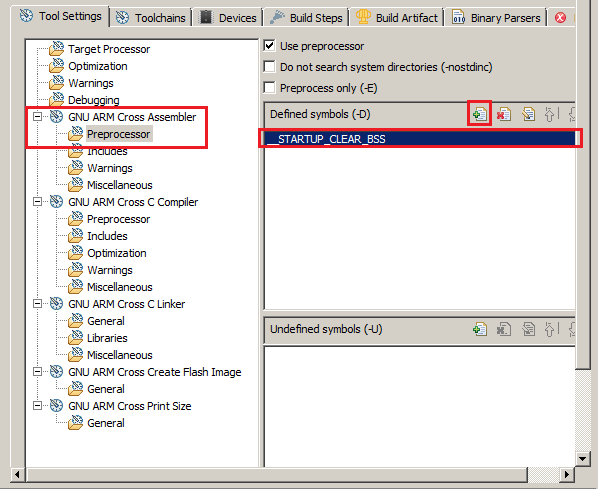 Tool Settings
Toolchains
Devices
Build Steps
Build Artifact
Binary Parsers
Target Processor
Optimization
Warnings
Debugging
GNU ARM Cross Assembler
Preprocessor
Includes
Warnings
Miscellaneous
GNU ARM Cross C Compiler
Preprocessor
Includes
Optimization
Warnings
Miscellaneous
GNU ARM Cross C Linker
General
Libraries
Miscellaneous
GNU ARM Cross Create Flash Image
General
GNU ARM Cross Print Size
General
Use preprocessor
Do not search system directories (-nostdinc)
Preprocess only (-E)
Defined symbols (-D)
__STARTUP_CLEAR_BSS
Undefined symbols (-U)